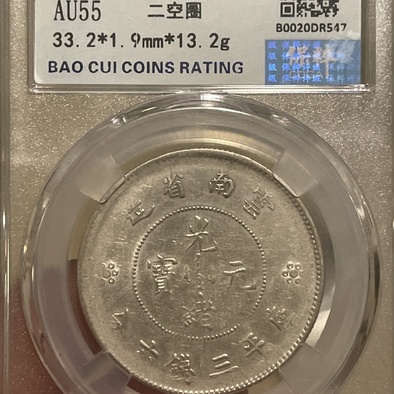 AU55 二空圈
B0020DR547
33.2*1.9mm*13.2g
BAO CUI COINS RATING
雲南省造
光緒元寶
庫平三錢六分